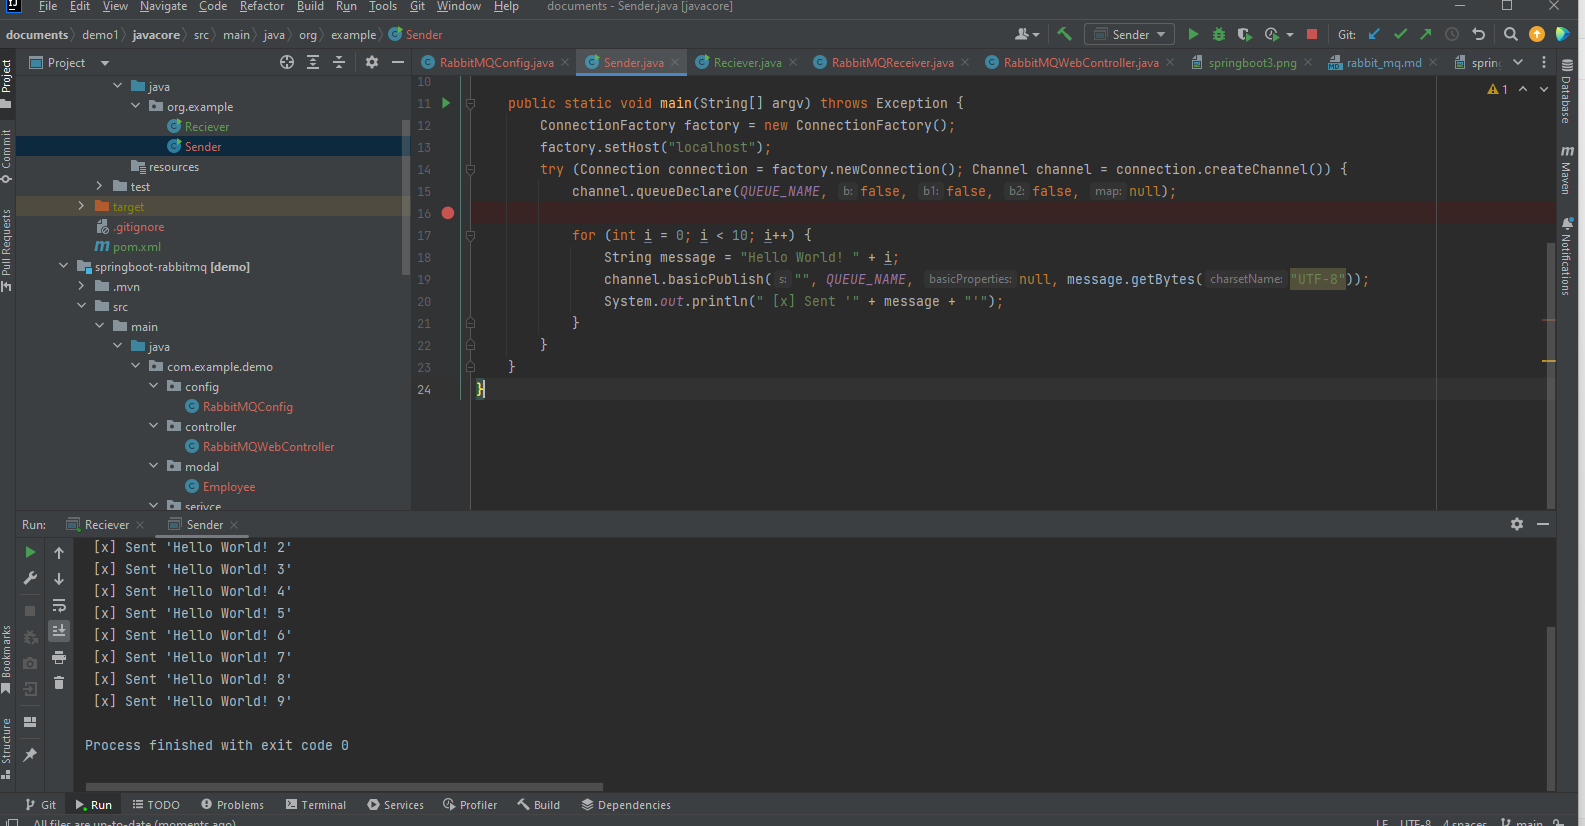 File Edit View Navigate Code Refactor Build Run Tools Git Window Help documents - Sender.java [javacore]
documents demo1 javacore src main java org example Sender Sender Git:
Project RabbitMQConfig.java Sender.java Reciever.java RabbitMQReceiver.java RabbitMQWebController.java springboot3.png rabbit_mq.md spring
java
org.example
Reciever
Sender
resources
test
target
.gitignore
pom.xml
springboot-rabbitmq [demo]
.mvn
src
main
java
com.example.demo
config
RabbitMQConfig
controller
RabbitMQWebController
modal
Employee
serivce
10
11 public static void main(String[] argv) throws Exception {
12 ConnectionFactory factory = new ConnectionFactory();
13 factory.setHost("localhost");
14 try (Connection connection = factory.newConnection(); Channel channel = connection.createChannel()) {
15 channel.queueDeclare(QUEUE_NAME, b: false, b1: false, b2: false, map: null);
16
17 for (int i = 0; i < 10; i++) {
18 String message = "Hello World! " + i;
19 channel.basicPublish( s: "", QUEUE_NAME, basicProperties: null, message.getBytes( charsetName: "UTF-8"));
20 System.out.println(" [x] Sent '" + message + "'");
21 }
22 }
23 }
24 }
1
Project
Commit
Pull Requests
Bookmarks
Structure
Database
Maven
Notifications
Run: Reciever Sender
[x] Sent 'Hello World! 2'
[x] Sent 'Hello World! 3'
[x] Sent 'Hello World! 4'
[x] Sent 'Hello World! 5'
[x] Sent 'Hello World! 6'
[x] Sent 'Hello World! 7'
[x] Sent 'Hello World! 8'
[x] Sent 'Hello World! 9'
Process finished with exit code 0
Git Run TODO Problems Terminal Services Profiler Build Dependencies
All files are up-to-date (moments ago) LF UTF-8 4 spaces main